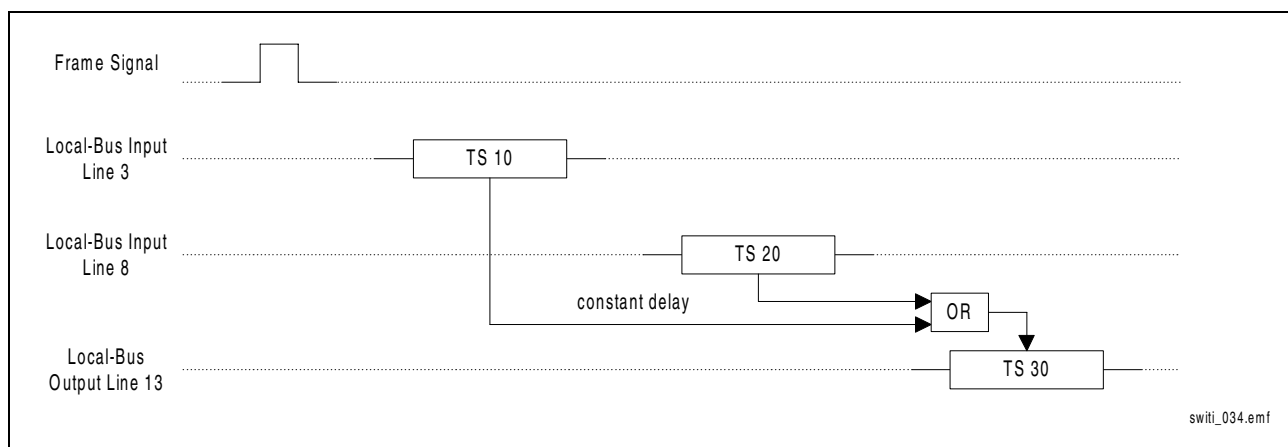 Frame Signal
Local-Bus Input
Line 3
TS 10
Local-Bus Input
Line 8
TS 20
constant delay
OR
Local-Bus
Output Line 13
TS 30
switi_034.emf